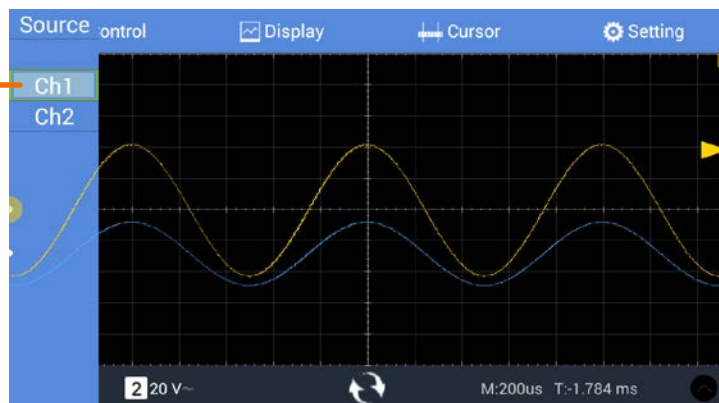 Source ontrol Display Cursor Setting
Ch1
Ch2
2 20 V~ M:200us T:-1.784 ms